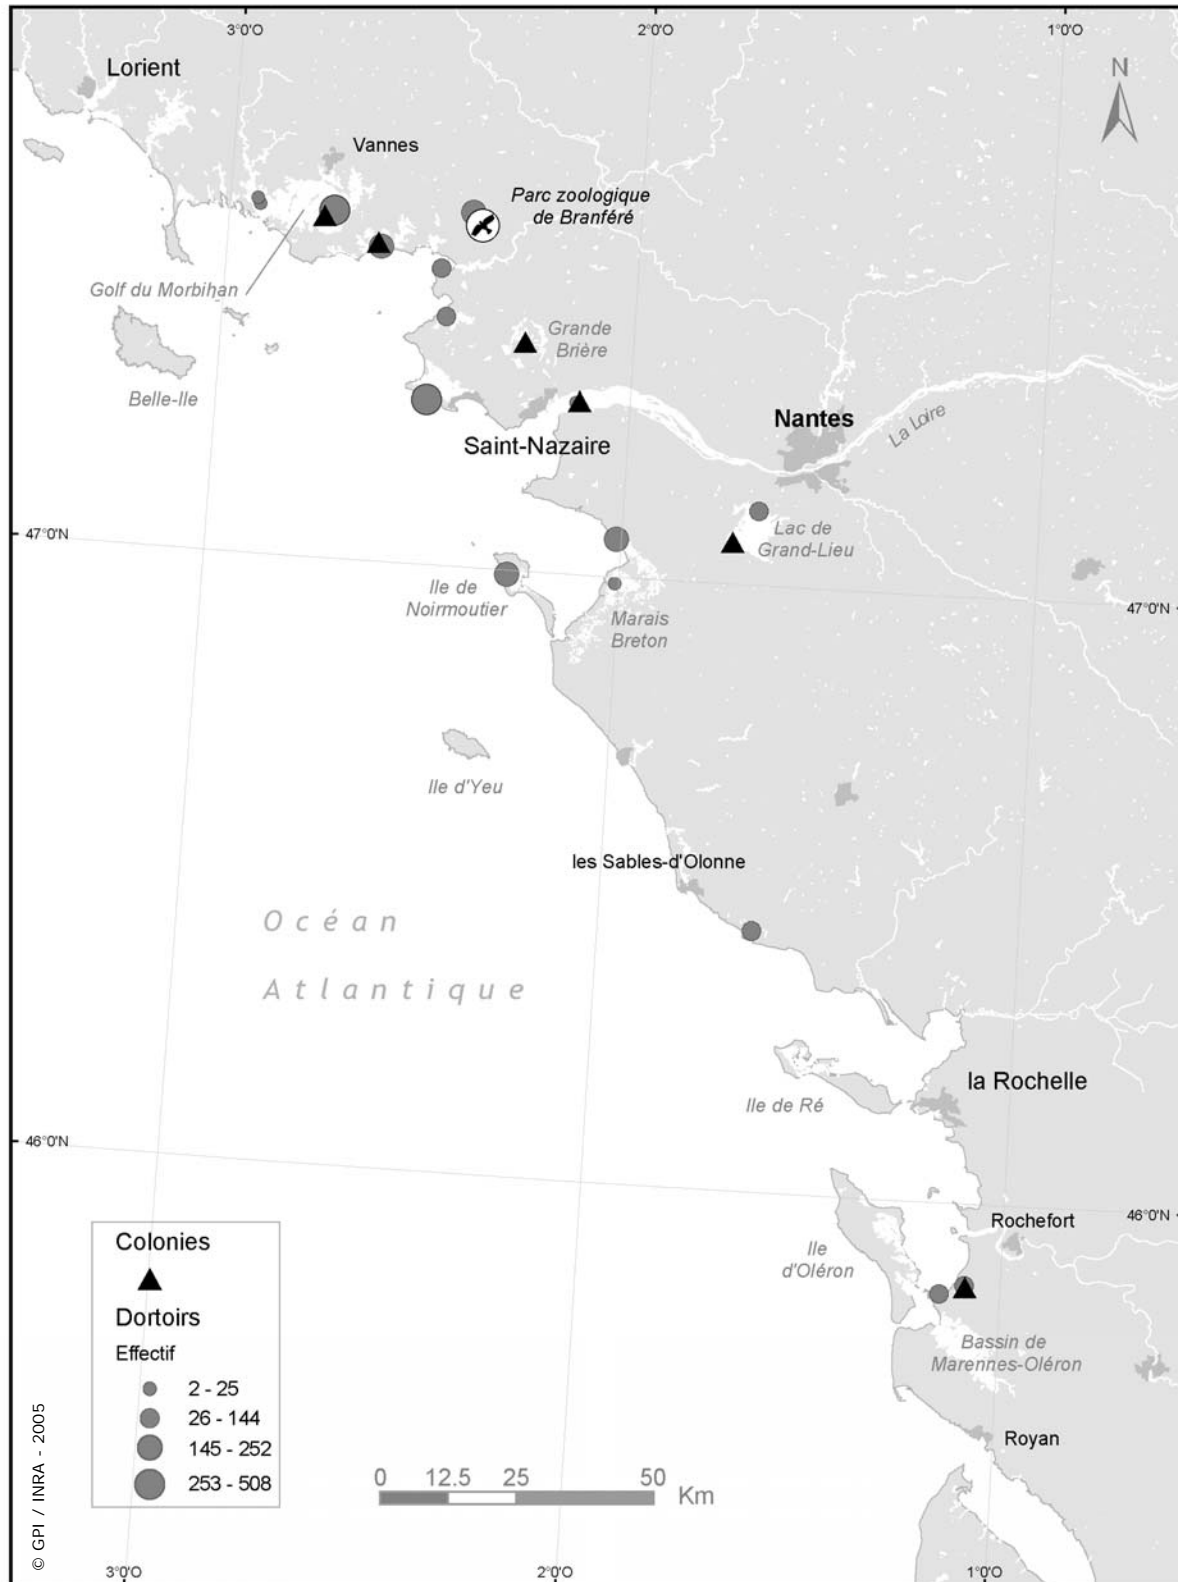 3°0'O
2°0'O
1°0'O
Lorient
N
Vannes
Parc zoologique
de Branféré
Golf du Morbihan
Grande
Brière
Belle-Ile
Nantes
La Loire
Saint-Nazaire
47°0'N
Lac de
Grand-Lieu
Ile de
Noirmoutier
Marais
Breton
47°0'N
Ile d'Yeu
les Sables-d'Olonne
Océan
Atlantique
la Rochelle
Ile de Ré
46°0'N
46°0'N
Rochefort
Ile
d'Oléron
Colonies
Dortoirs
Effectif
2 - 25
26 - 144
145 - 252
253 - 508
Bassin de
Marennes-Oléron
Royan
0 12.5 25 50
Km
© GPI / INRA - 2005
3°0'O
2°0'O
1°0'O